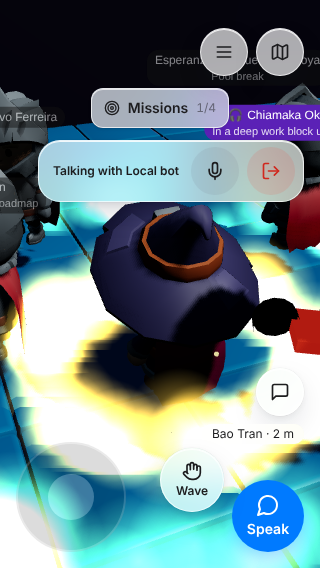 Pool break
Missions 1/4
vo Ferreira
Chiamaka Ok
In a deep work block u
Talking with Local bot
n
oadmap
Bao Tran · 2 m
Wave
Speak